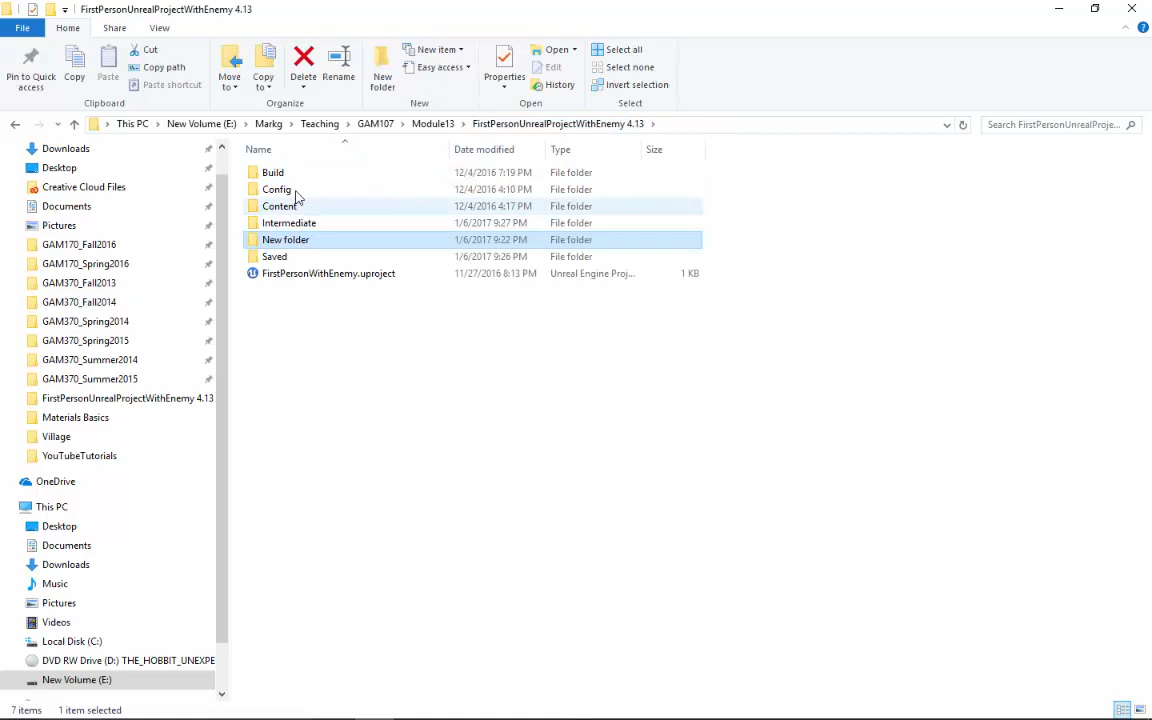 FirstPersonUnrealProjectWithEnemy 4.13
File Home Share View
Pin to Quick access
Copy
Paste
Cut
Copy path
Paste shortcut
Clipboard
Move to
Copy to
Delete
Rename
Organize
New folder
New item
Easy access
New
Properties
Open
Edit
History
Open
Select all
Select none
Invert selection
Select
This PC New Volume (E:) Markg Teaching GAM107 Module13 FirstPersonUnrealProjectWithEnemy 4.13
Search FirstPersonUnrealProje...
Name Date modified Type Size
Build 12/4/2016 7:19 PM File folder
Config 12/4/2016 4:10 PM File folder
Content 12/4/2016 4:17 PM File folder
Intermediate 1/6/2017 9:27 PM File folder
New folder 1/6/2017 9:22 PM File folder
Saved 1/6/2017 9:26 PM File folder
FirstPersonWithEnemy.uproject 11/27/2016 8:13 PM Unreal Engine Proj... 1 KB
Downloads
Desktop
Creative Cloud Files
Documents
Pictures
GAM170_Fall2016
GAM170_Spring2016
GAM370_Fall2013
GAM370_Fall2014
GAM370_Spring2014
GAM370_Spring2015
GAM370_Summer2014
GAM370_Summer2015
FirstPersonUnrealProjectWithEnemy 4.13
Materials Basics
Village
YouTubeTutorials
OneDrive
This PC
Desktop
Documents
Downloads
Music
Pictures
Videos
Local Disk (C:)
DVD RW Drive (D:) THE_HOBBIT_UNEXPE
New Volume (E:)
7 items 1 item selected